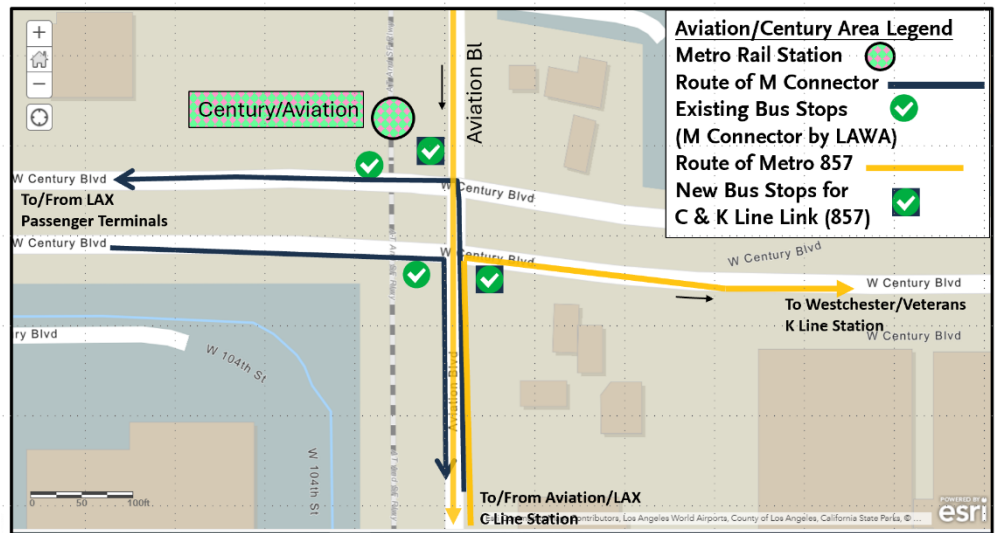 +
−
Century/Aviation
Aviation Bl
Aviation/Century Area Legend
Metro Rail Station
Route of M Connector
Existing Bus Stops
(M Connector by LAWA)
Route of Metro 857
New Bus Stops for
C & K Line Link (857)
W Century Blvd
W Century Blvd
To/From LAX
Passenger Terminals
W Century Blvd
W Century Blvd
W Century Blvd
W Century Blvd
To Westchester/Veterans
K Line Station
W Century Blvd
ry Blvd
W 104th St
Aviation Blvd
W 104th St
0 50 100ft
To/From Aviation/LAX
C Line Station
Contributors, Los Angeles World Airports, County of Los Angeles, California State Parks, © ...
POWERED BY
esri